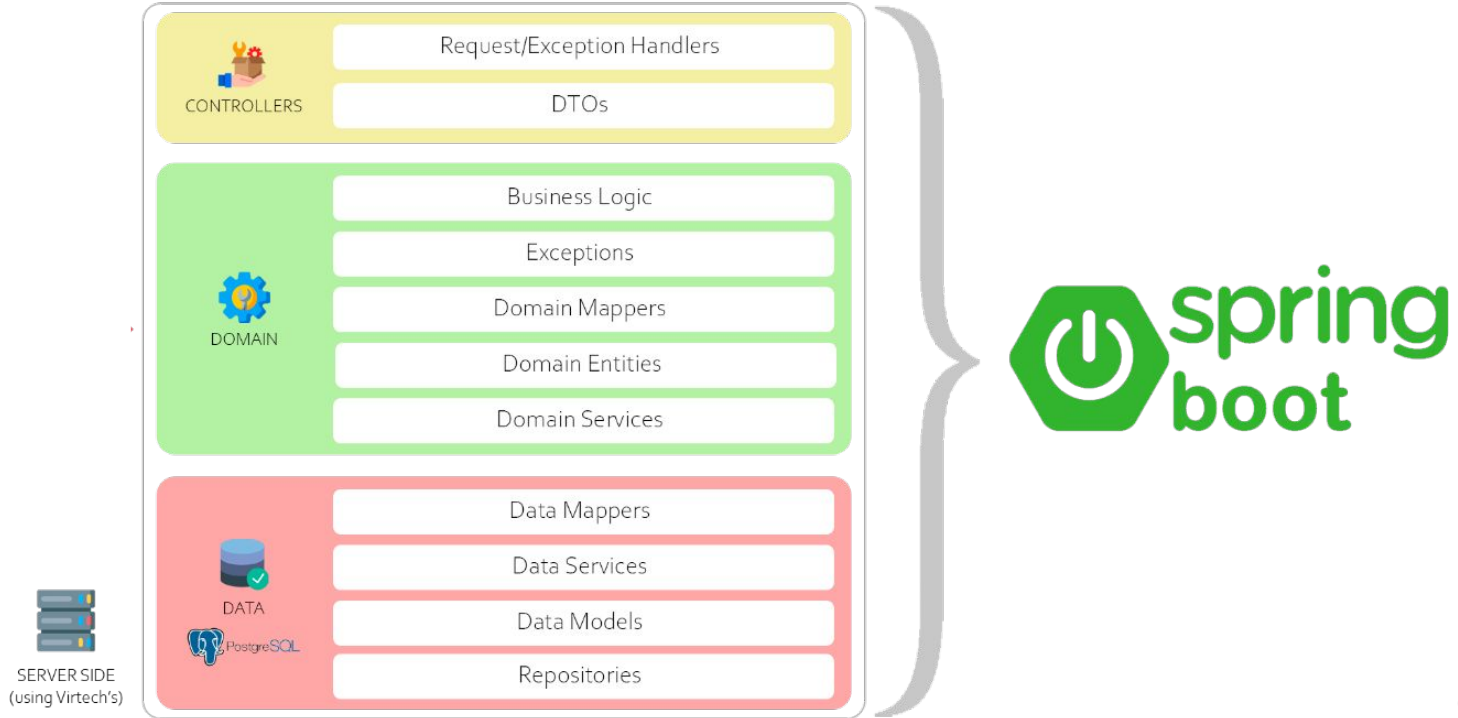 Request/Exception Handlers
CONTROLLERS
DTOs
Business Logic
Exceptions
Domain Mappers
DOMAIN
Domain Entities
Domain Services
spring
boot
Data Mappers
Data Services
DATA
Data Models
PostgreSQL
Repositories
SERVER SIDE
(using Virtech's)